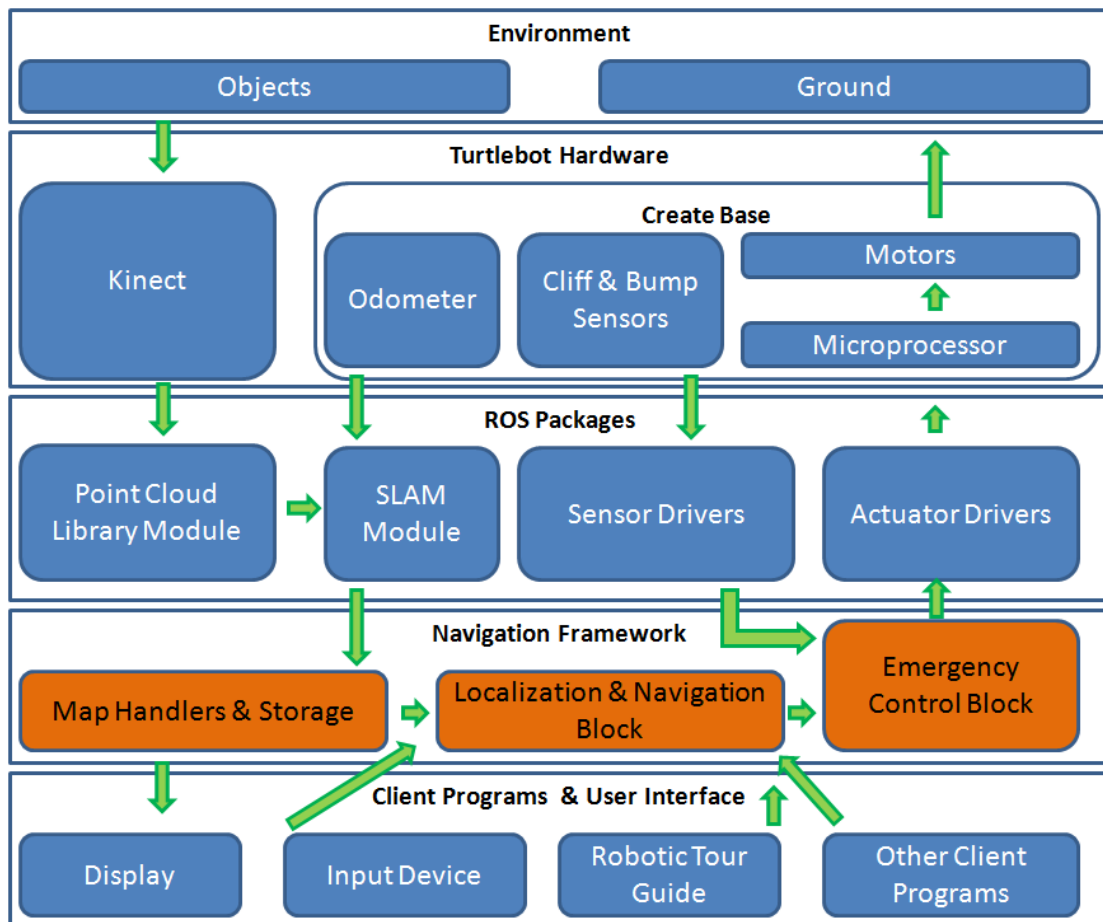 Environment
Objects
Ground
Turtlebot Hardware
Kinect
Create Base
Odometer
Cliff & Bump
Sensors
Motors
Microprocessor
ROS Packages
Point Cloud
Library Module
SLAM
Module
Sensor Drivers
Actuator Drivers
Navigation Framework
Map Handlers & Storage
Localization & Navigation
Block
Emergency
Control Block
Client Programs & User Interface
Display
Input Device
Robotic Tour
Guide
Other Client
Programs